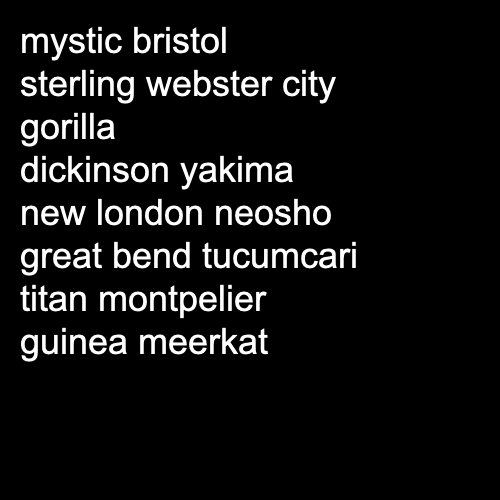 mystic bristol
sterling webster city
gorilla
dickinson yakima
new london neosho
great bend tucumcari
titan montpelier
guinea meerkat